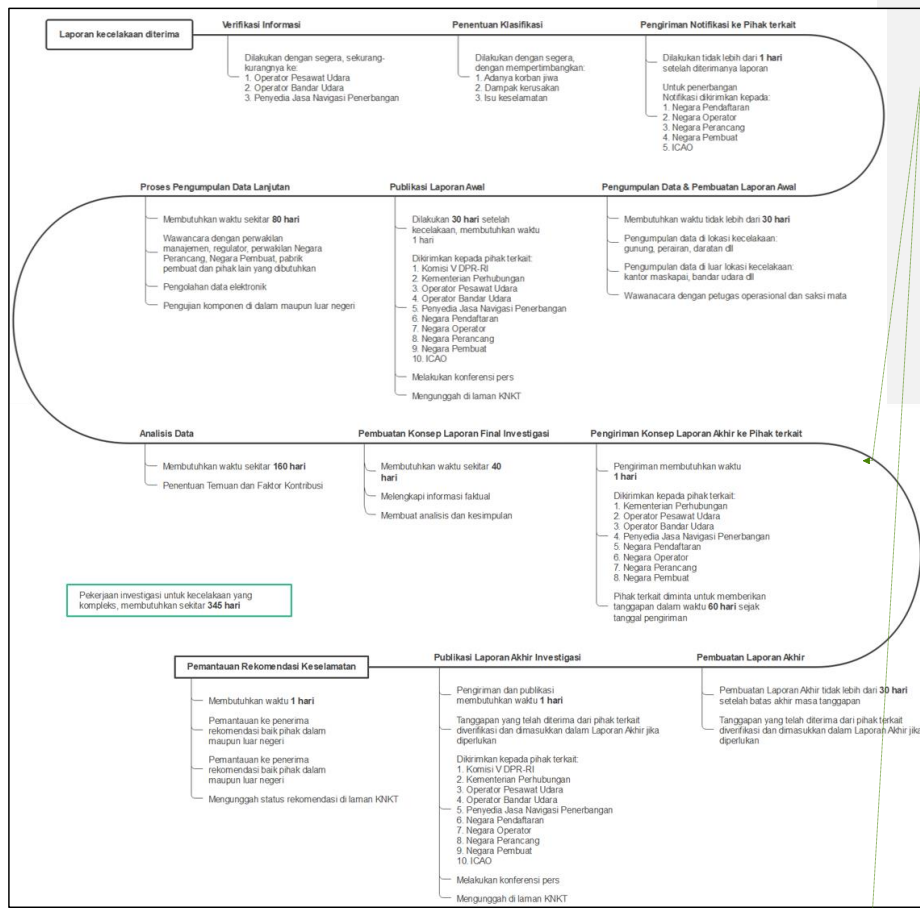 Laporan kecelakaan diterima
Verifikasi Informasi
Dilakukan dengan segera, sekurang-
kurangnya ke:
1. Operator Pesawat Udara
2. Operator Bandar Udara
3. Penyedia Jasa Navigasi Penerbangan
Penentuan Klasifikasi
Dilakukan dengan segera,
dengan mempertimbangkan:
1. Adanya korban jiwa
2. Dampak kerusakan
3. Isu keselamatan
Pengiriman Notifikasi ke Pihak terkait
Dilakukan tidak lebih dari 1 hari
setelah diterimanya laporan
Untuk penerbangan
Notifikasi dikirimkan kepada:
1. Negara Pendaftaran
2. Negara Operator
3. Negara Perancang
4. Negara Pembuat
5. ICAO
Proses Pengumpulan Data Lanjutan
Membutuhkan waktu sekitar 80 hari
Wawancara dengan perwakilan
manajemen, regulator, perwakilan Negara
Perancang, Negara Pembuat, pabrik
pembuat dan pihak lain yang dibutuhkan
Pengolahan data elektronik
Pengujian komponen di dalam maupun luar negeri
Publikasi Laporan Awal
Dilakukan 30 hari setelah
kecelakaan, membutuhkan waktu
1 hari
Dikirimkan kepada pihak terkait:
1. Komisi V DPR-RI
2. Kementerian Perhubungan
3. Operator Pesawat Udara
4. Operator Bandar Udara
5. Penyedia Jasa Navigasi Penerbangan
6. Negara Pendaftaran
7. Negara Operator
8. Negara Perancang
9. Negara Pembuat
10. ICAO
Melakukan konferensi pers
Mengunggah di laman KNKT
Pengumpulan Data & Pembuatan Laporan Awal
Membutuhkan waktu tidak lebih dari 30 hari
Pengumpulan data di lokasi kecelakaan:
gunung, perairan, daratan dll
Pengumpulan data di luar lokasi kecelakaan:
kantor maskapai, bandar udara dll
Wawanacara dengan petugas operasional dan saksi mata
Analisis Data
Membutuhkan waktu sekitar 160 hari
Penentuan Temuan dan Faktor Kontribusi
Pembuatan Konsep Laporan Final Investigasi
Membutuhkan waktu sekitar 40
hari
Melengkapi informasi faktual
Membuat analisis dan kesimpulan
Pengiriman Konsep Laporan Akhir ke Pihak terkait
Pengiriman membutuhkan waktu
1 hari
Dikirimkan kepada pihak terkait:
1. Kementerian Perhubungan
2. Operator Pesawat Udara
3. Operator Bandar Udara
4. Penyedia Jasa Navigasi Penerbangan
5. Negara Pendaftaran
6. Negara Operator
7. Negara Perancang
8. Negara Pembuat
Pihak terkait diminta untuk memberikan
tanggapan dalam waktu 60 hari sejak
tanggal pengiriman
Pekerjaan investigasi untuk kecelakaan yang
kompleks, membutuhkan sekitar 345 hari
Pemantauan Rekomendasi Keselamatan
Membutuhkan waktu 1 hari
Pemantauan ke penerima
rekomendasi baik pihak dalam
maupun luar negeri
Pemantauan ke penerima
rekomendasi baik pihak dalam
maupun luar negeri
Mengunggah status rekomendasi di laman KNKT
Publikasi Laporan Akhir Investigasi
Pengiriman dan publikasi
membutuhkan waktu 1 hari
Tanggapan yang telah diterima dari pihak terkait
diverifikasi dan dimasukkan dalam Laporan Akhir jika
diperlukan
Dikirimkan kepada pihak terkait:
1. Komisi V DPR-RI
2. Kementerian Perhubungan
3. Operator Pesawat Udara
4. Operator Bandar Udara
5. Penyedia Jasa Navigasi Penerbangan
6. Negara Pendaftaran
7. Negara Operator
8. Negara Perancang
9. Negara Pembuat
10. ICAO
Melakukan konferensi pers
Mengunggah di laman KNKT
Pembuatan Laporan Akhir
Pembuatan Laporan Akhir tidak lebih dari 30 hari
setelah batas akhir masa tanggapan
Tanggapan yang telah diterima dari pihak terkait
diverifikasi dan dimasukkan dalam Laporan Akhir jika
diperlukan